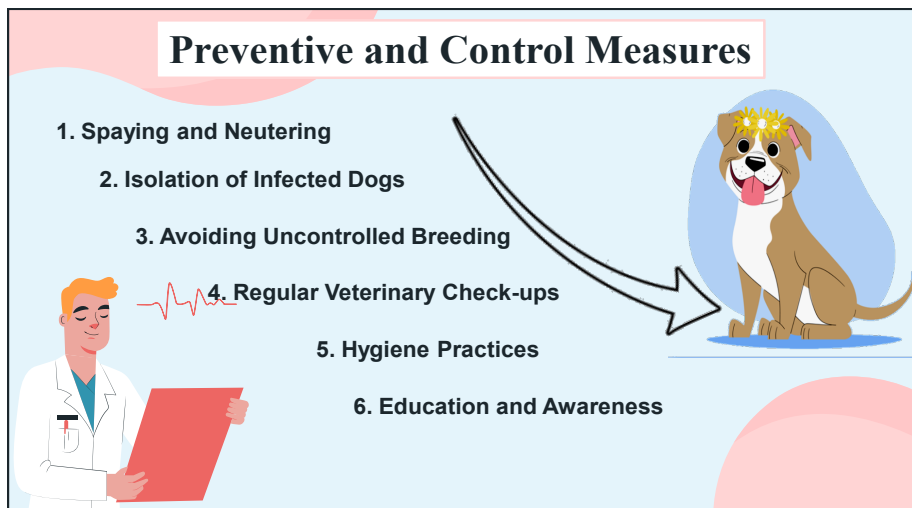 Preventive and Control Measures
1. Spaying and Neutering
2. Isolation of Infected Dogs
3. Avoiding Uncontrolled Breeding
4. Regular Veterinary Check-ups
5. Hygiene Practices
6. Education and Awareness